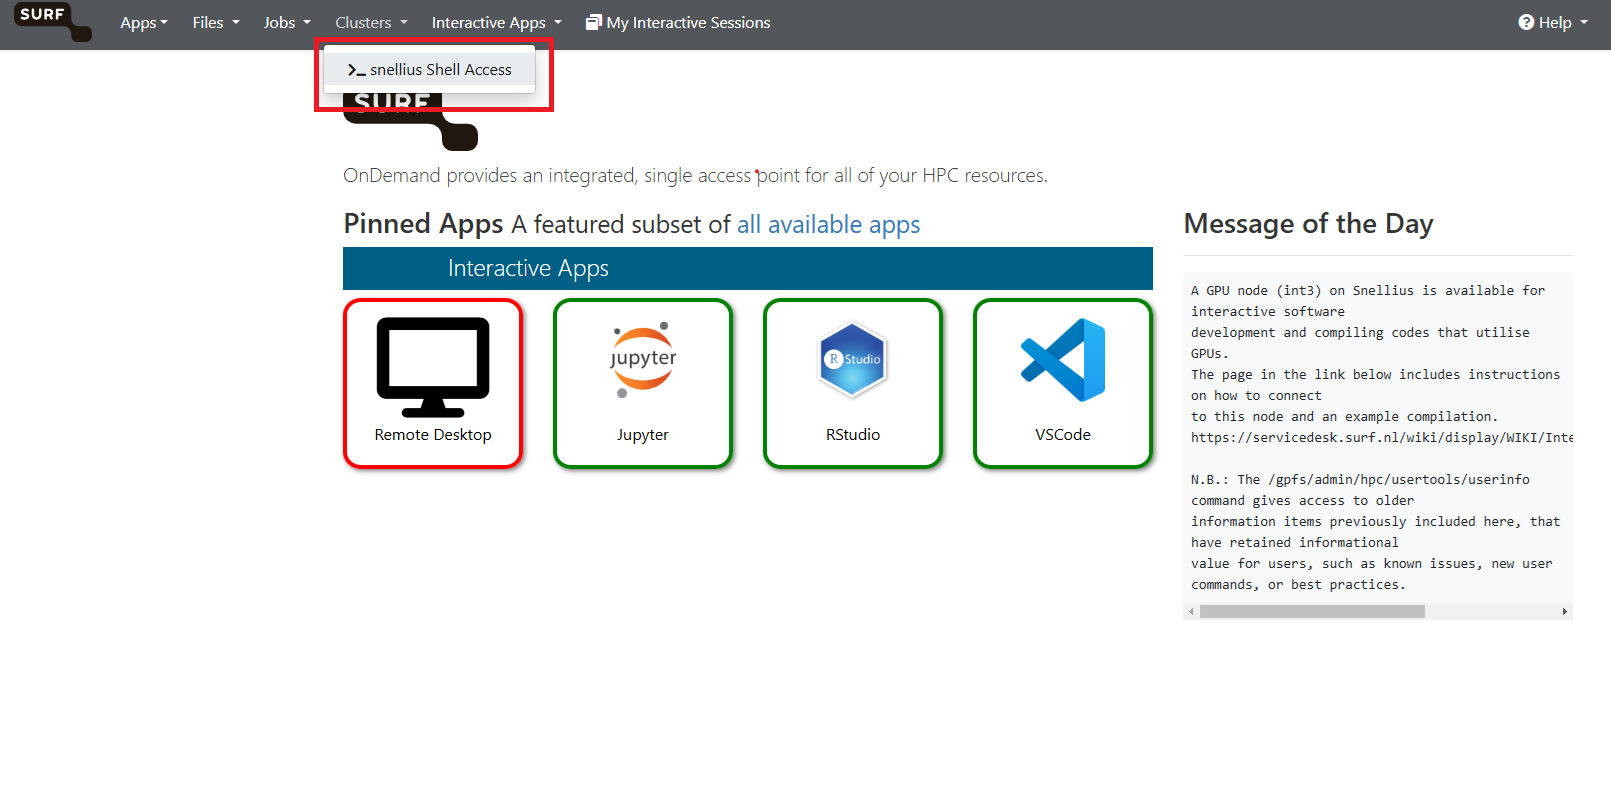 SURF
Apps Files Jobs Clusters Interactive Apps My Interactive Sessions Help
snellius Shell Access
SURF
OnDemand provides an integrated, single access point for all of your HPC resources.
Pinned Apps A featured subset of all available apps
Interactive Apps
Remote Desktop
jupyter
Jupyter
R Studio
RStudio
VSCode
Message of the Day
A GPU node (int3) on Snellius is available for
interactive software
development and compiling codes that utilise
GPUs.
The page in the link below includes instructions
on how to connect
to this node and an example compilation.
https://servicedesk.surf.nl/wiki/display/WIKI/Inte
N.B.: The /gpfs/admin/hpc/usertools/userinfo
command gives access to older
information items previously included here, that
have retained informational
value for users, such as known issues, new user
commands, or best practices.